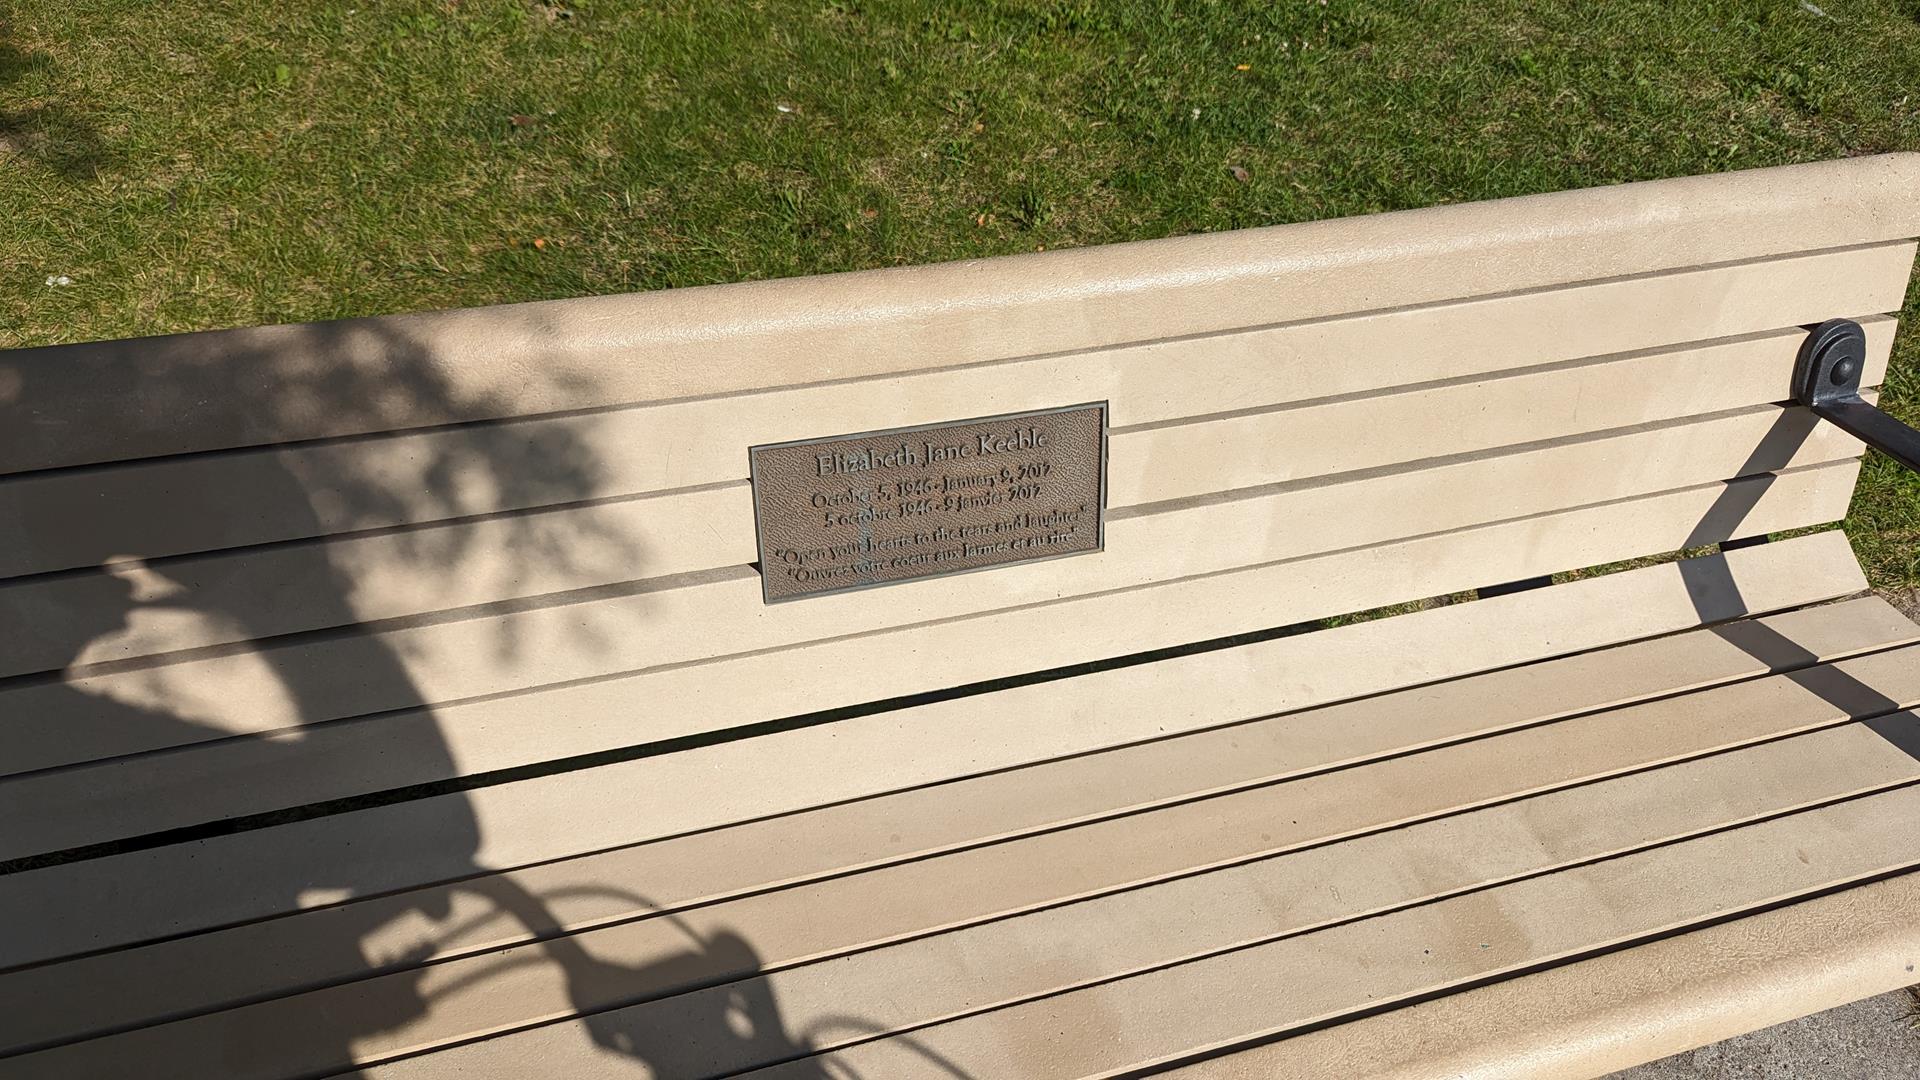 Elizabeth Jane Keeble
October 5, 1946 - January 9, 2012
5 octobre 1946 - 9 janvier 2012
"Open your hearts to the tears and laughter"
"Ouvrez votre coeur aux larmes et au rire"